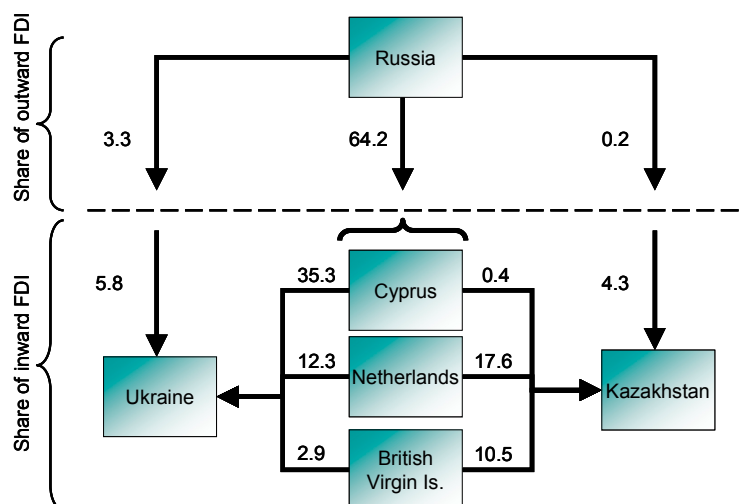 Share of outward FDI
Russia
3.3
64.2
0.2
Share of inward FDI
5.8
35.3
Cyprus
0.4
4.3
12.3
Netherlands
17.6
Ukraine
Kazakhstan
2.9
British
Virgin Is.
10.5